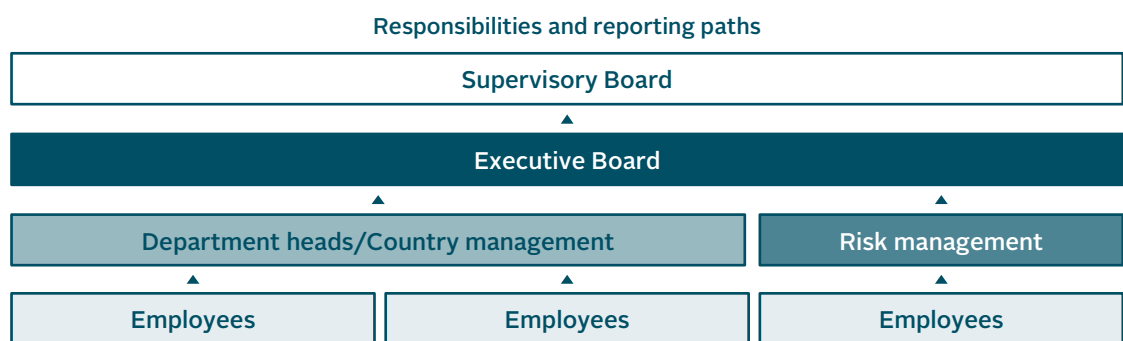 Responsibilities and reporting paths
Supervisory Board
Executive Board
Department heads/Country management
Risk management
Employees
Employees
Employees